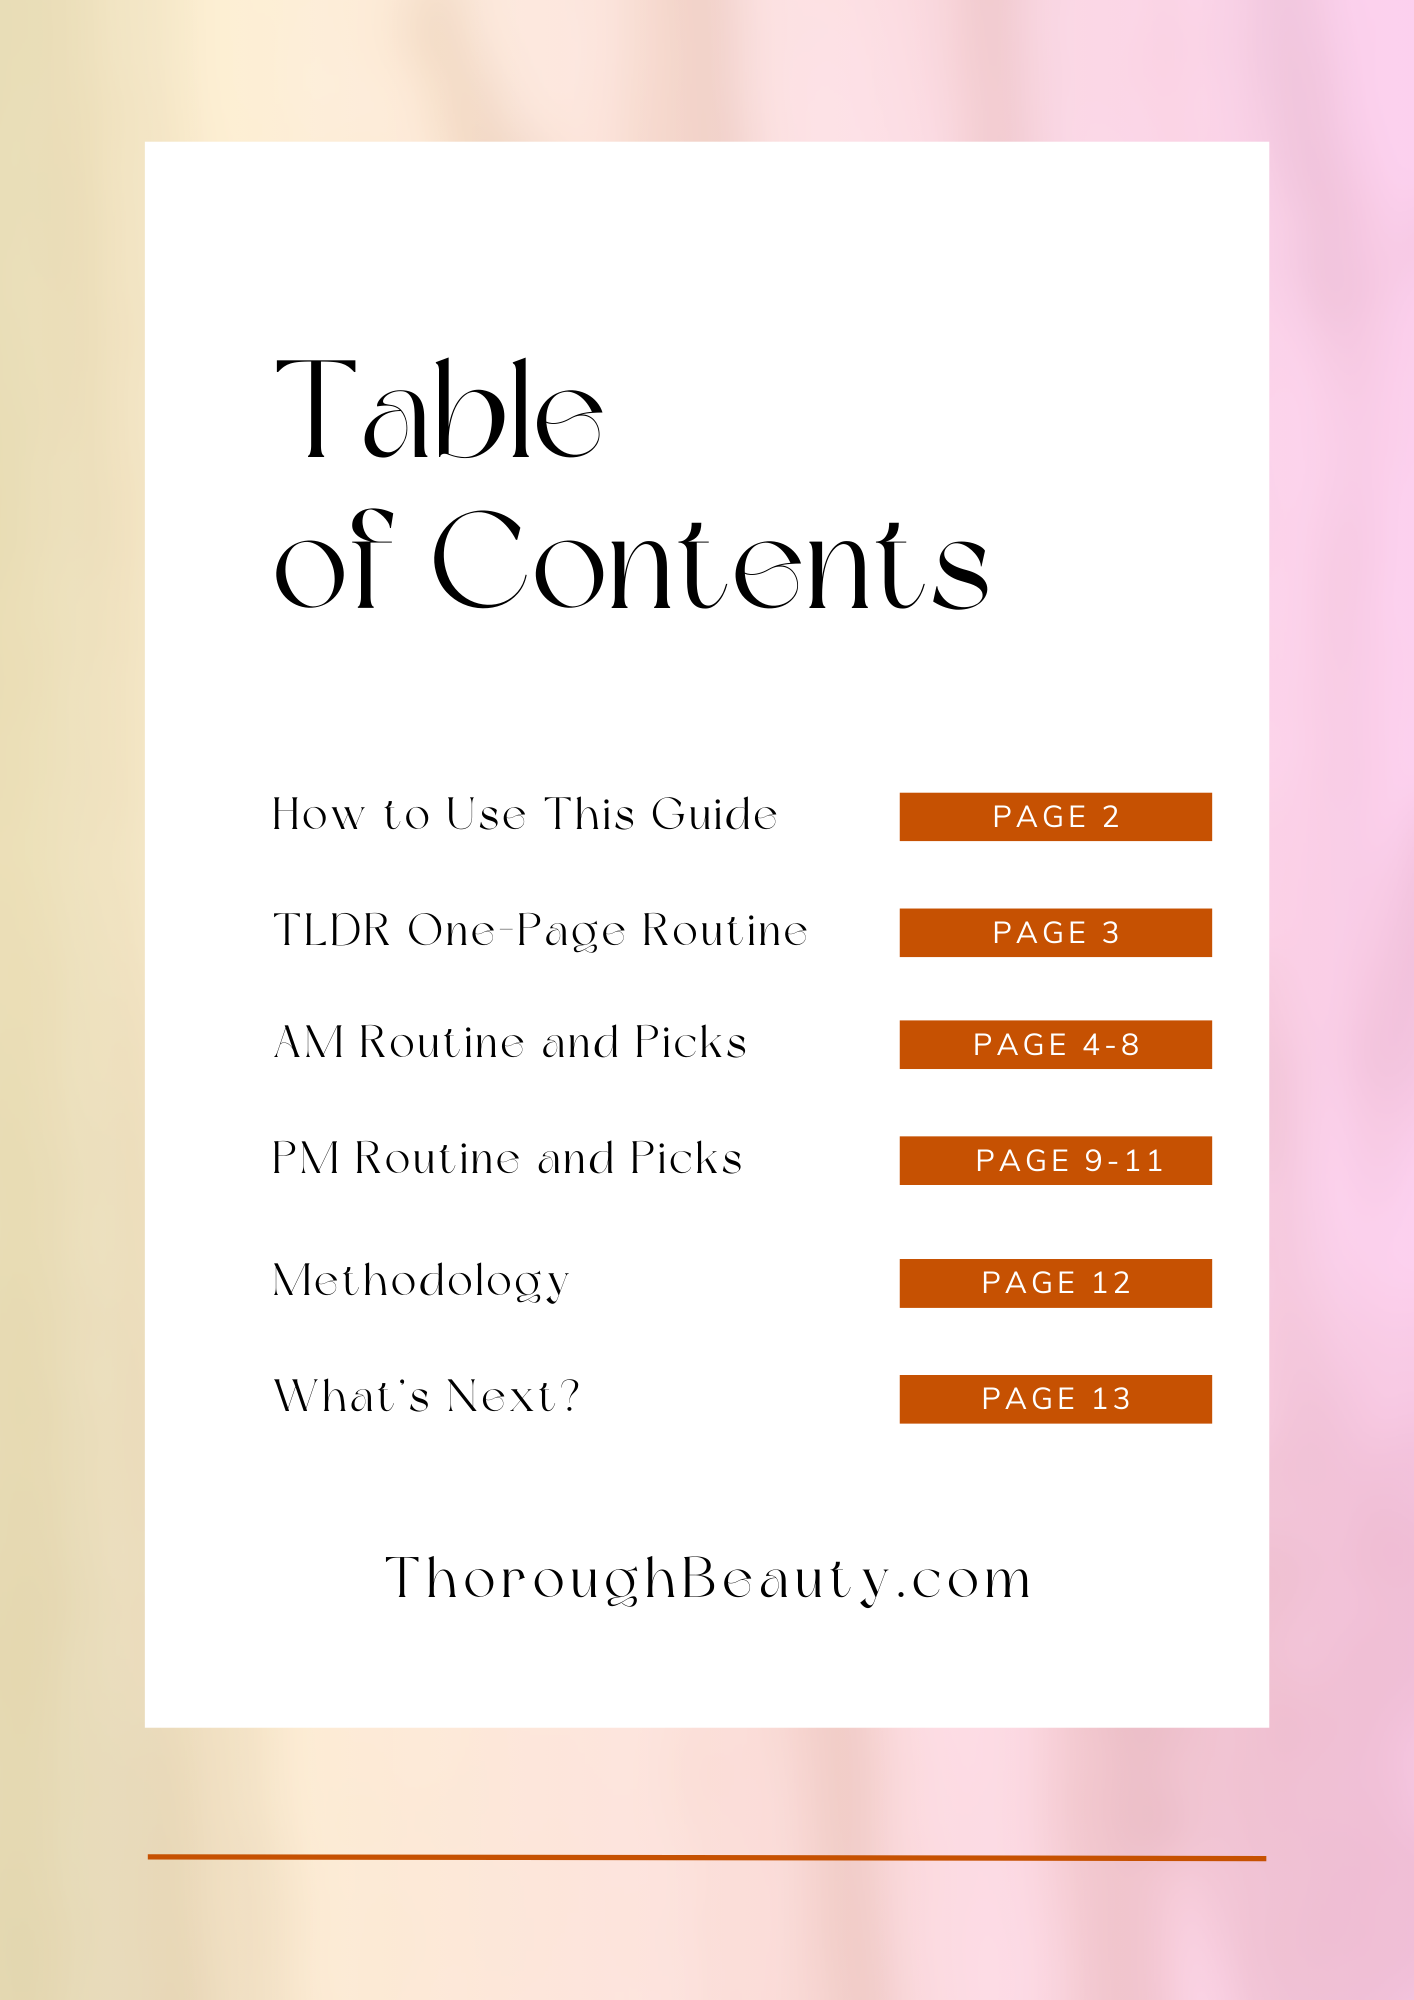 Table
of Contents
How to Use This Guide PAGE 2
TLDR One-Page Routine PAGE 3
AM Routine and Picks PAGE 4-8
PM Routine and Picks PAGE 9-11
Methodology PAGE 12
What's Next? PAGE 13
ThoroughBeauty.com